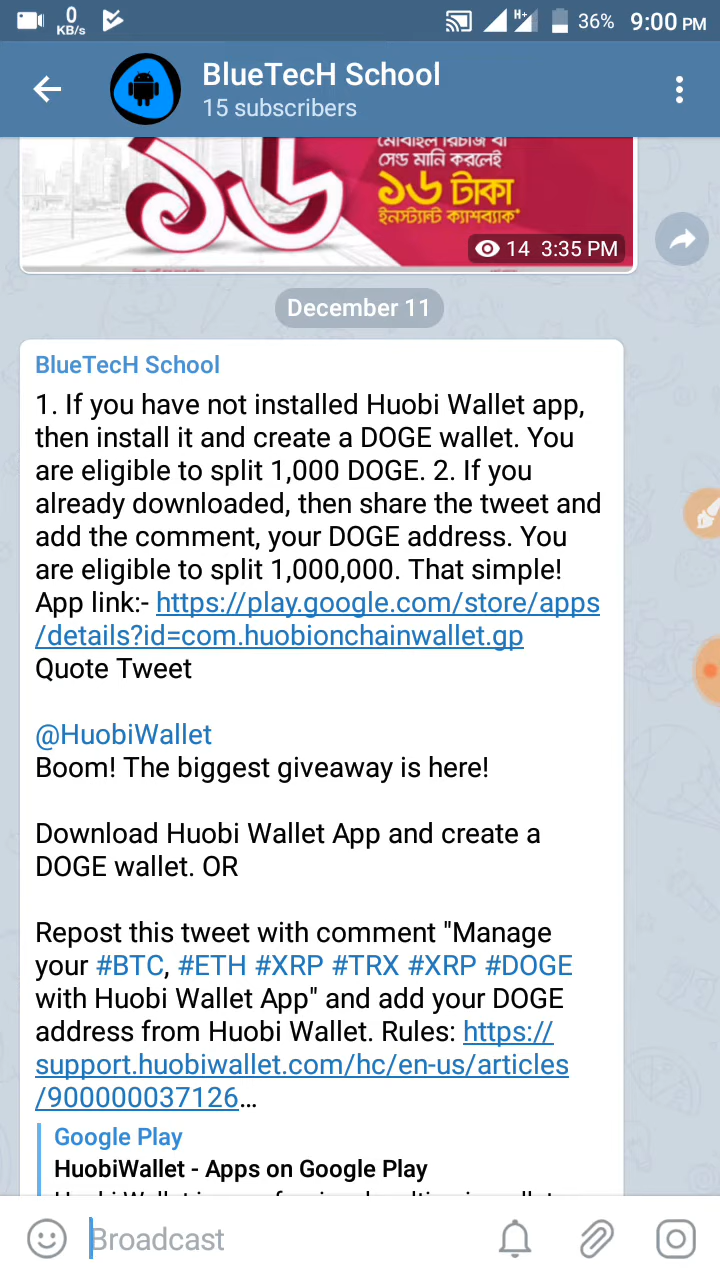 0
KB/s
H+
36%
9:00 PM
BlueTecH School
15 subscribers
মোবাইল রিচার্জ বা
সেন্ড মানি করলেই
১৬
১৬ টাকা
ইনস্ট্যান্ট ক্যাশব্যাক*
14 3:35 PM
December 11
BlueTecH School
1. If you have not installed Huobi Wallet app,
then install it and create a DOGE wallet. You
are eligible to split 1,000 DOGE. 2. If you
already downloaded, then share the tweet and
add the comment, your DOGE address. You
are eligible to split 1,000,000. That simple!
App link:- https://play.google.com/store/apps
/details?id=com.huobionchainwallet.gp
Quote Tweet
@HuobiWallet
Boom! The biggest giveaway is here!
Download Huobi Wallet App and create a
DOGE wallet. OR
Repost this tweet with comment "Manage
your #BTC, #ETH #XRP #TRX #XRP #DOGE
with Huobi Wallet App" and add your DOGE
address from Huobi Wallet. Rules: https://
support.huobiwallet.com/hc/en-us/articles
/900000037126…
Google Play
HuobiWallet - Apps on Google Play
Broadcast